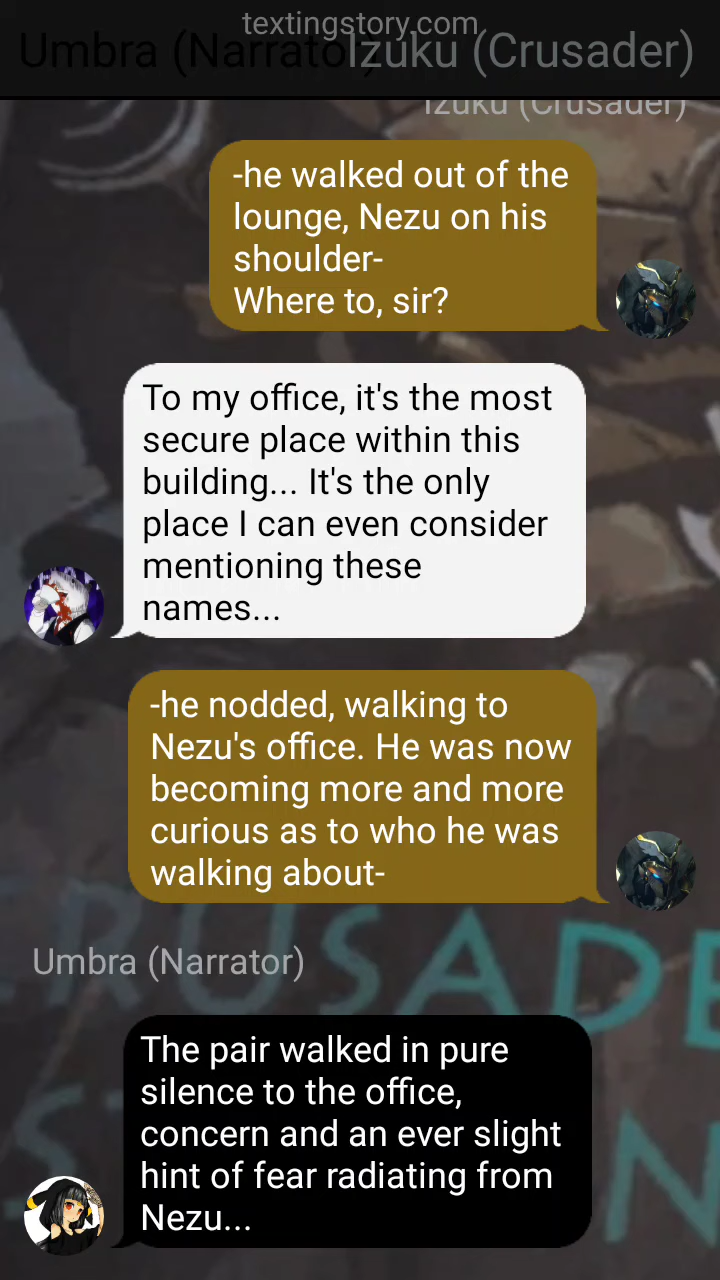 textingstory.com
Umbra (Narrato
Izuku (Crusader)
Izuku (Crusader)
-he walked out of the
lounge, Nezu on his
shoulder-
Where to, sir?
To my office, it's the most
secure place within this
building... It's the only
place I can even consider
mentioning these
names...
-he nodded, walking to
Nezu's office. He was now
becoming more and more
curious as to who he was
walking about-
Umbra (Narrator)
The pair walked in pure
silence to the office,
concern and an ever slight
hint of fear radiating from
Nezu...